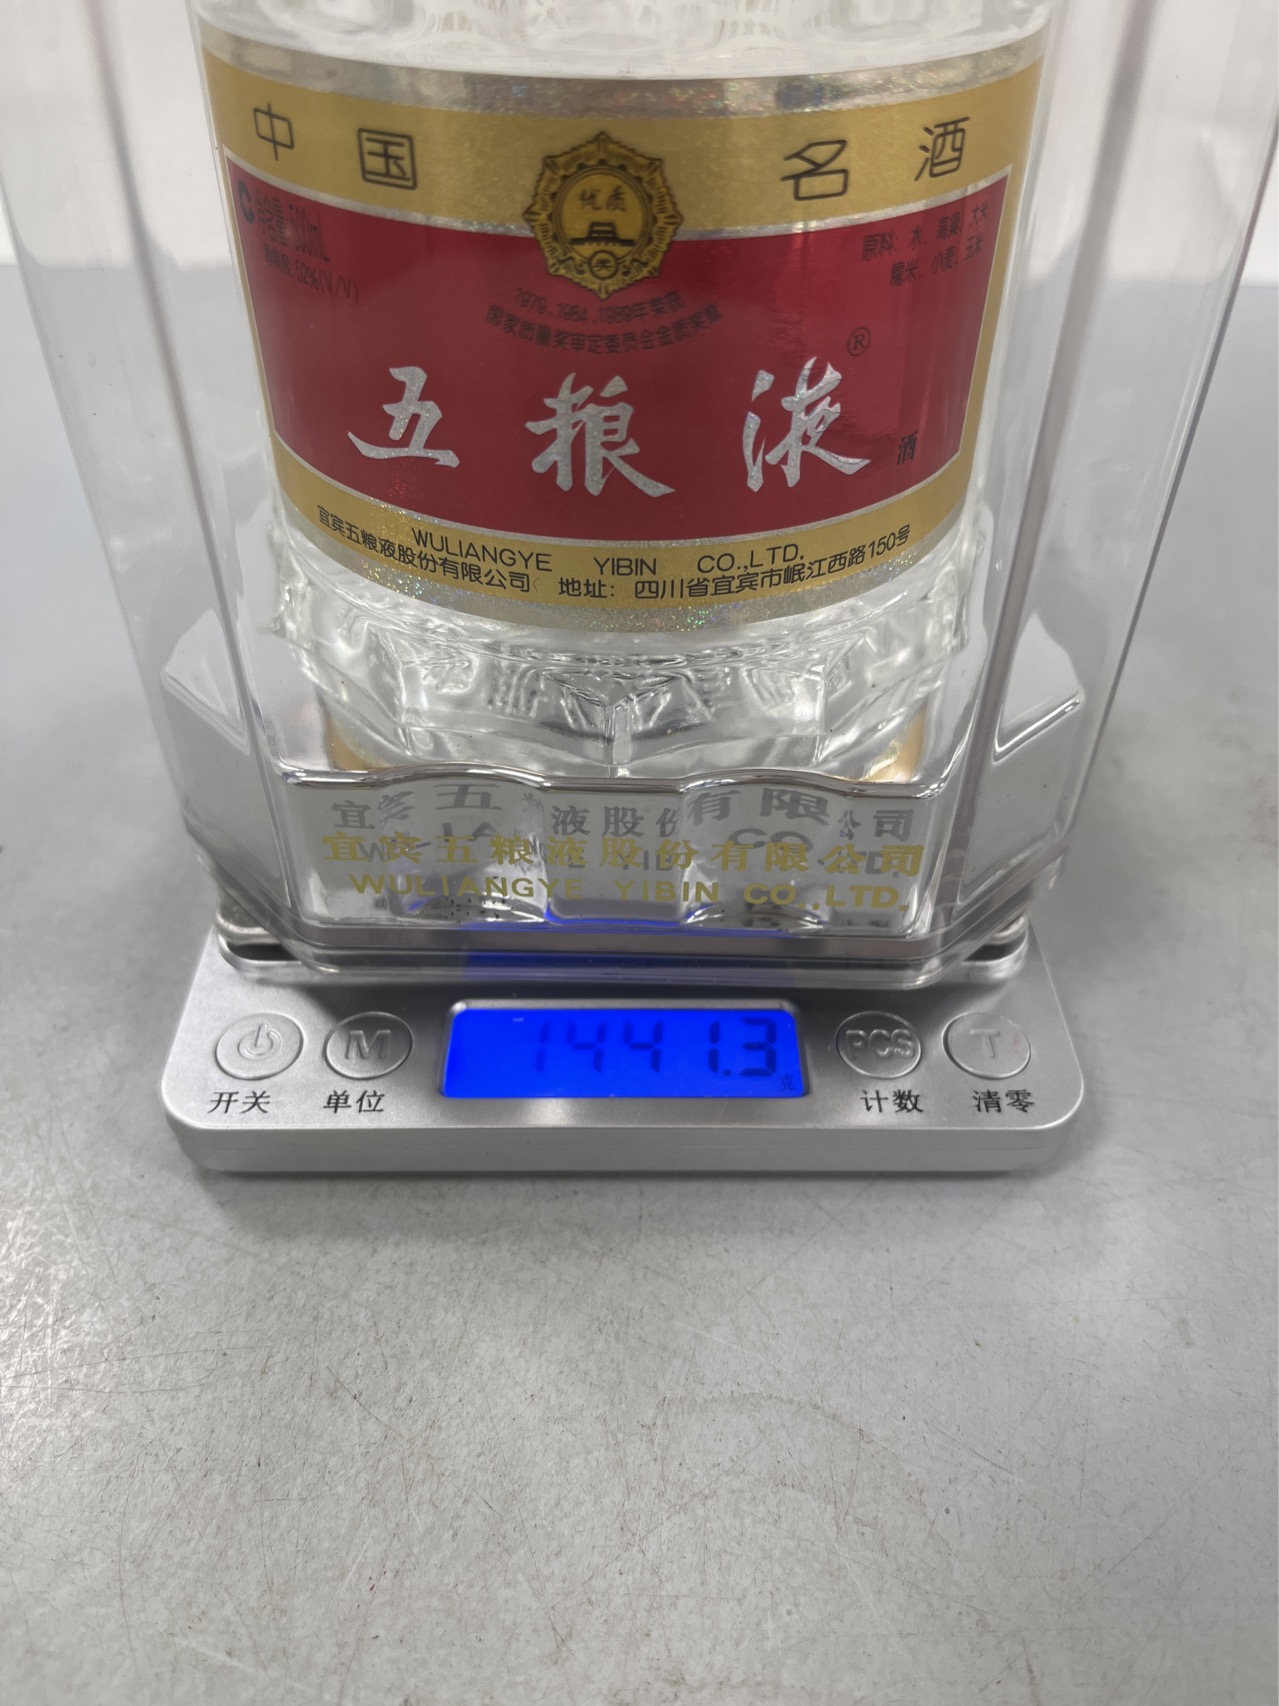 中国 名酒
优质
奖
净含量:500mL
酒精度:52%(V/V)
原料:水、高粱、大米、
糯米、小麦、玉米
1979、1984、1989年荣获
国家质量奖审定委员会金质奖章
五粮液®
酒
WULIANGYE YIBIN CO.,LTD.
宜宾五粮液股份有限公司 地址:四川省宜宾市岷江西路150号
宜宾五粮液股份有限公司
WULIANGYE YIBIN CO.,LTD.
1441.3
克
M PCS T
开关 单位 计数 清零